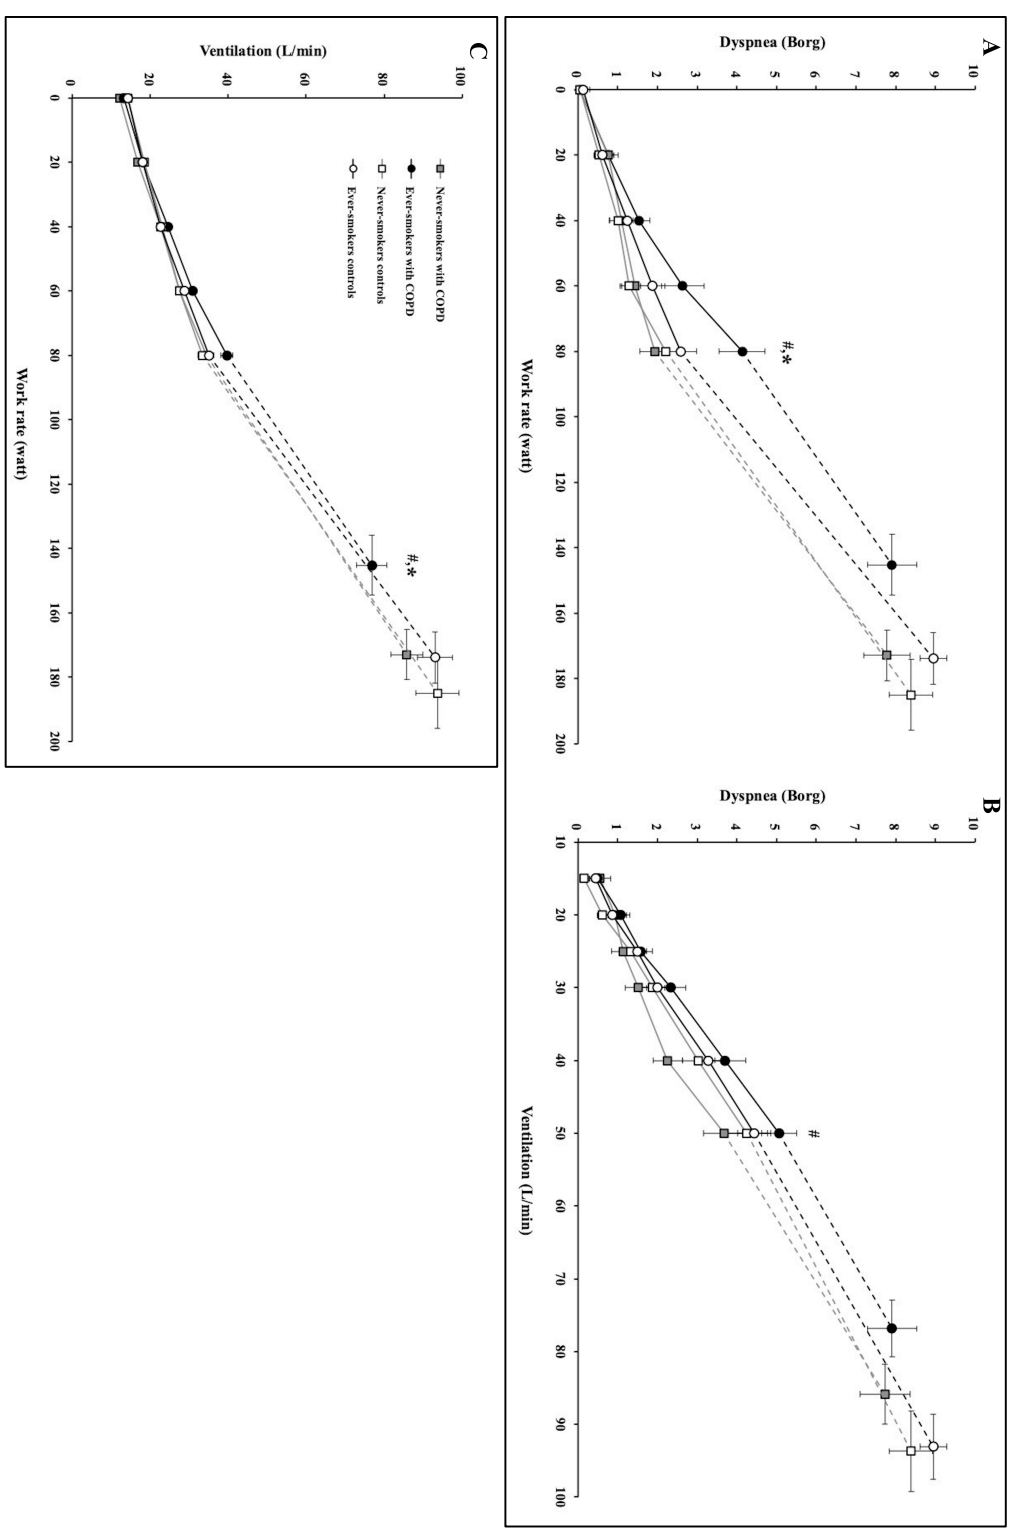 A
Dyspnea (Borg)
10
9
8
7
6
5
4
3
2
1
0
#,*
0 20 40 60 80 100 120 140 160 180 200
Work rate (watt)
B
Dyspnea (Borg)
10
9
8
7
6
5
4
3
2
1
0
#
10 20 30 40 50 60 70 80 90 100
Ventilation (L/min)
C
Ventilation (L/min)
100
80
60
40
20
0
Never-smokers with COPD
Ever-smokers with COPD
Never-smokers controls
Ever-smokers controls
#,*
0 20 40 60 80 100 120 140 160 180 200
Work rate (watt)